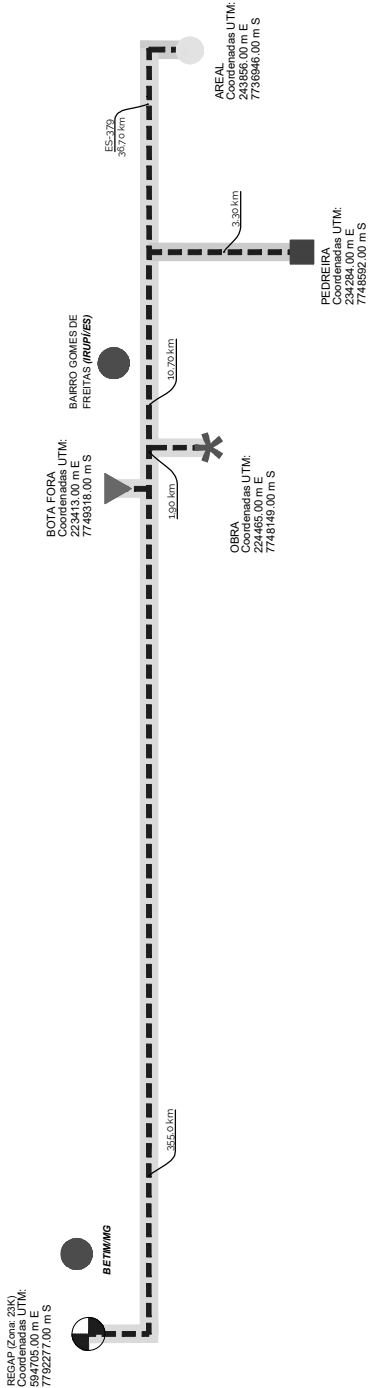 REGAP (Zona: 23K)
Coordenadas UTM:
594705.00 m E
7792277.00 m S
BETIM/MG
355.0 km
BOTA FORA
Coordenadas UTM:
223413.00 m E
7749318.00 m S
1.90 km
OBRA
Coordenadas UTM:
224465.00 m E
7748149.00 m S
BAIRRO GOMES DE
FREITAS (IRUPI/ES)
10.70 km
3.30 km
PEDREIRA
Coordenadas UTM:
234284.00 m E
7748592.00 m S
ES-379
36.70 km
AREAL
Coordenadas UTM:
243856.00 m E
7736946.00 m S